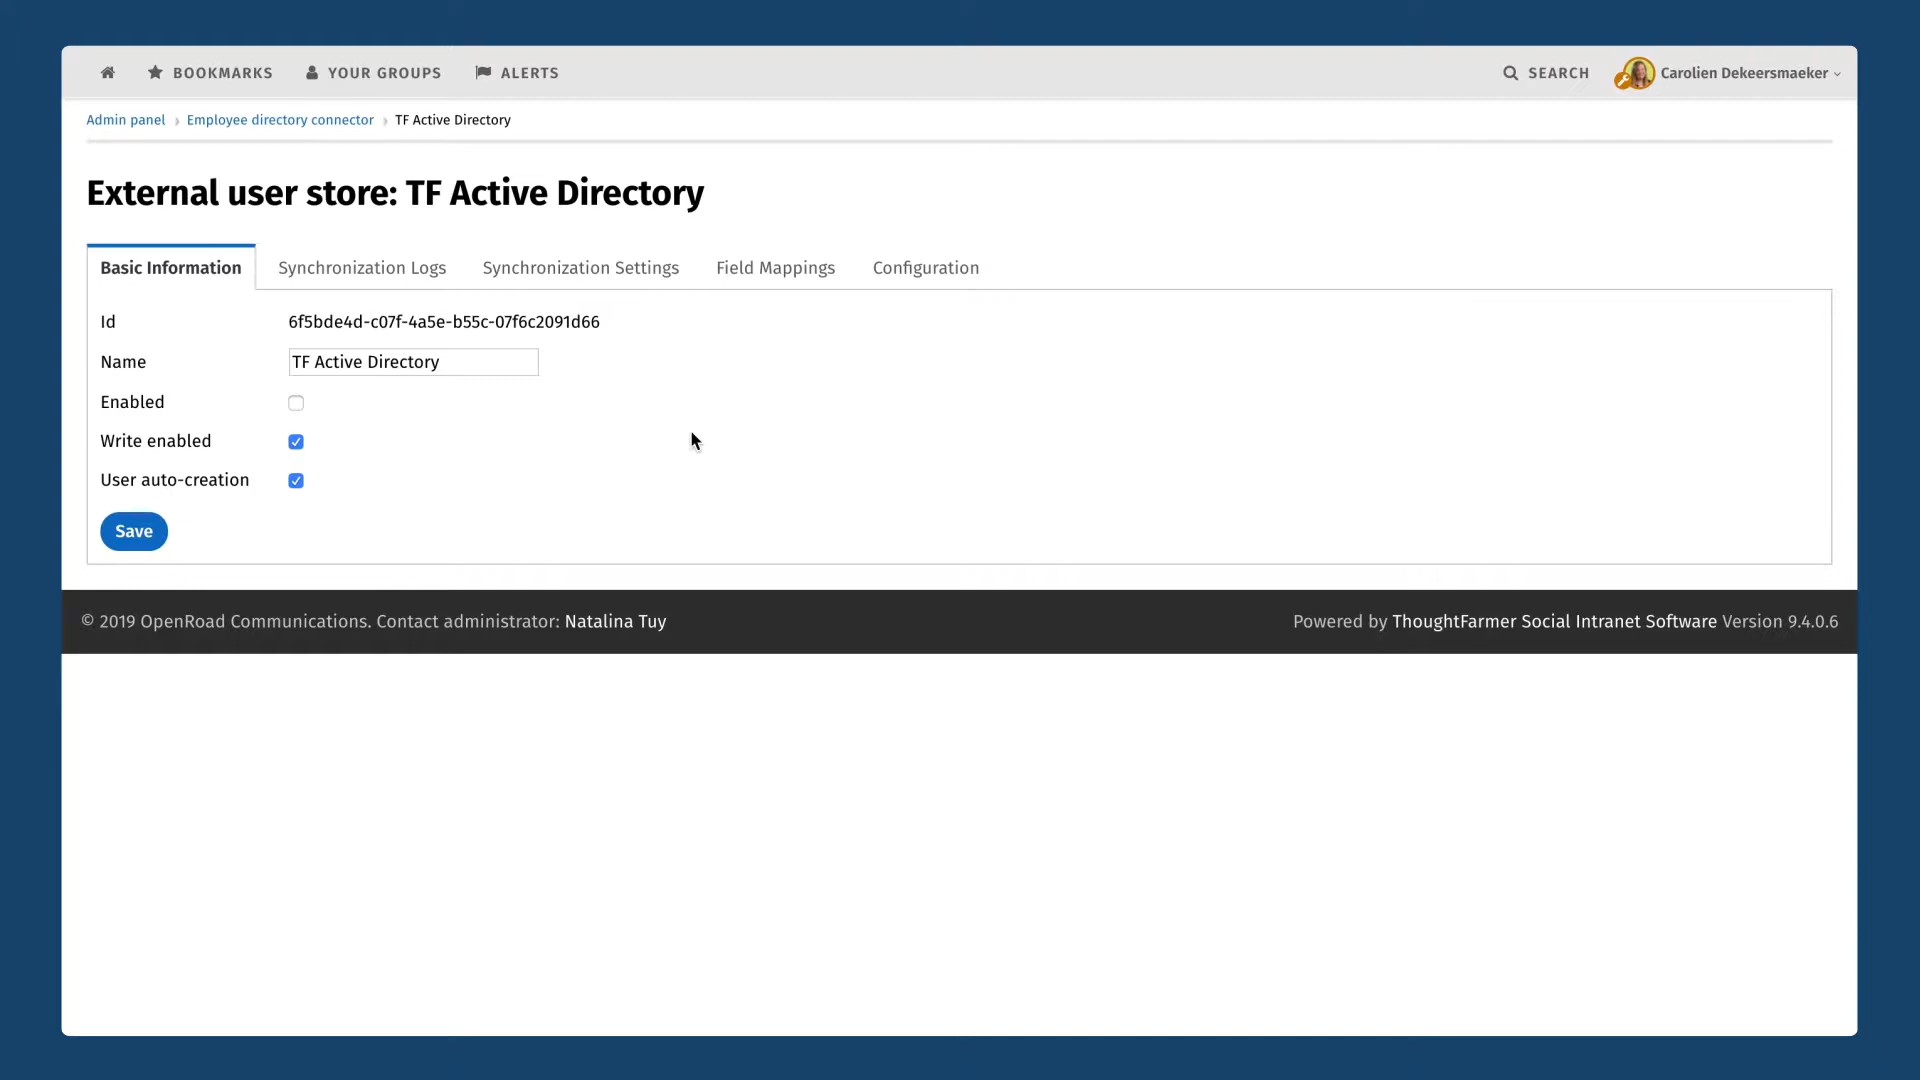 BOOKMARKS YOUR GROUPS ALERTS SEARCH Carolien Dekeersmaeker
Admin panel › Employee directory connector › TF Active Directory
External user store: TF Active Directory
Basic Information Synchronization Logs Synchronization Settings Field Mappings Configuration
Id 6f5bde4d-c07f-4a5e-b55c-07f6c2091d66
Name TF Active Directory
Enabled
Write enabled
User auto-creation
Save
© 2019 OpenRoad Communications. Contact administrator: Natalina Tuy Powered by ThoughtFarmer Social Intranet Software Version 9.4.0.6